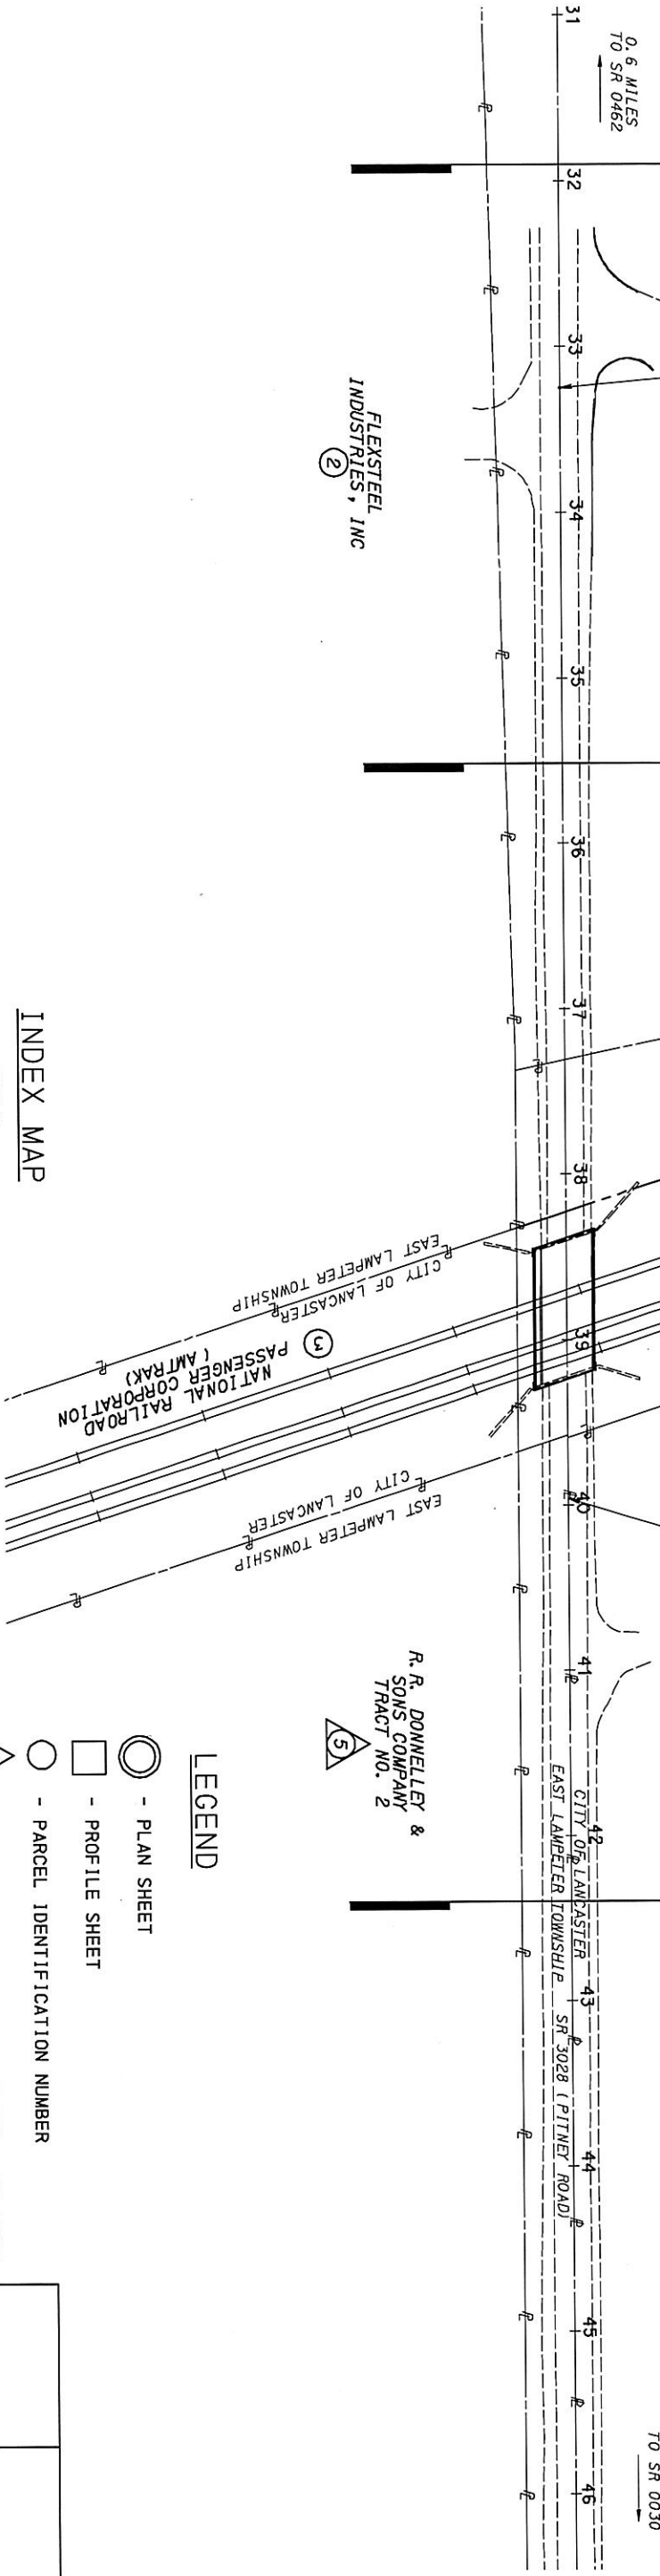 0.6 MILES
TO SR 0462
31
32
33
34
35
36
37
38
39
40
41
42
43
44
45
46
TO SR 0030
FLEXSTEEL
INDUSTRIES, INC
2
EAST LAMPETER TOWNSHIP
CITY OF LANCASTER
3
NATIONAL RAILROAD
PASSENGER CORPORATION
(AMTRAK)
CITY OF LANCASTER
EAST LAMPETER TOWNSHIP
R.R. DONNELLEY &
SONS COMPANY
TRACT NO. 2
5
CITY OF LANCASTER
EAST LAMPETER TOWNSHIP
SR 3028 (PITNEY ROAD)
INDEX MAP
LEGEND
- PLAN SHEET
- PROFILE SHEET
- PARCEL IDENTIFICATION NUMBER